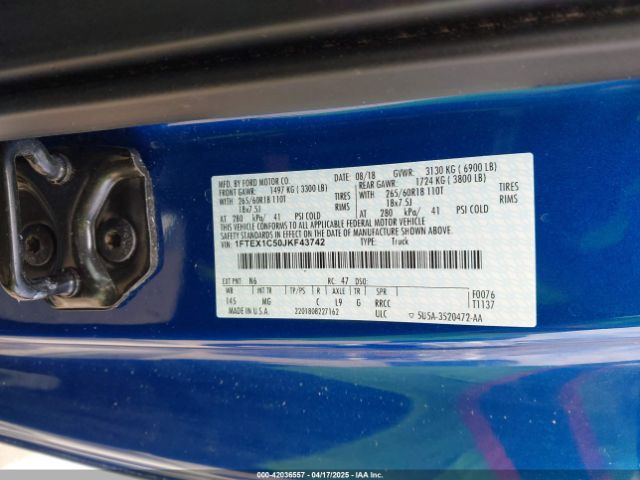 MFD. BY FORD MOTOR CO. 08/18 GVWR: 3130 KG ( 6900 LB)
FRONT GAWR: 1497 KG ( 3300 LB) REAR GAWR: 1724 KG ( 3800 LB)
WITH 265/60R18 110T TIRES WITH 265/60R18 110T TIRES
18x7.5J RIMS 18x7.5J RIMS
AT 280 kPa/ 41 PSI COLD AT 280 kPa/ 41 PSI COLD
THIS VEHICLE CONFORMS TO ALL APPLICABLE FEDERAL MOTOR VEHICLE
SAFETY STANDARDS IN EFFECT ON THE DATE OF MANUFACTURE SHOWN ABOVE.
VIN: 1FTEX1C50JKF43742 TYPE: Truck
EXT PNT: N6 RC: 47 DSO:
WB INT TR TP/PS R AXLE TR SPR F0076
145 MG C L9 G RRCC T1137
MADE IN U.S.A. 2201808227162 ULC ▽ 5U5A-3520472-AA
000-42036557 - 04/17/2025 - IAAI.COM